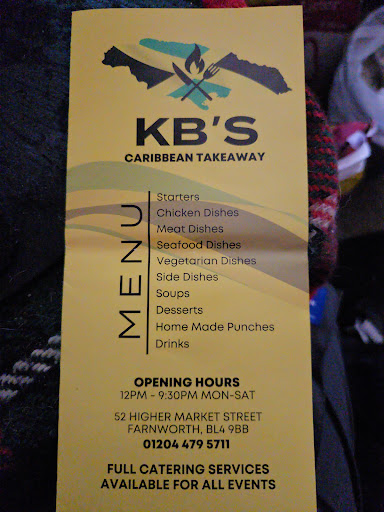 KB'S
CARIBBEAN TAKEAWAY
MENU
Starters
Chicken Dishes
Meat Dishes
Seafood Dishes
Vegetarian Dishes
Side Dishes
Soups
Desserts
Home Made Punches
Drinks
OPENING HOURS
12PM - 9:30PM MON-SAT
52 HIGHER MARKET STREET
FARNWORTH, BL4 9BB
01204 479 5711
FULL CATERING SERVICES
AVAILABLE FOR ALL EVENTS